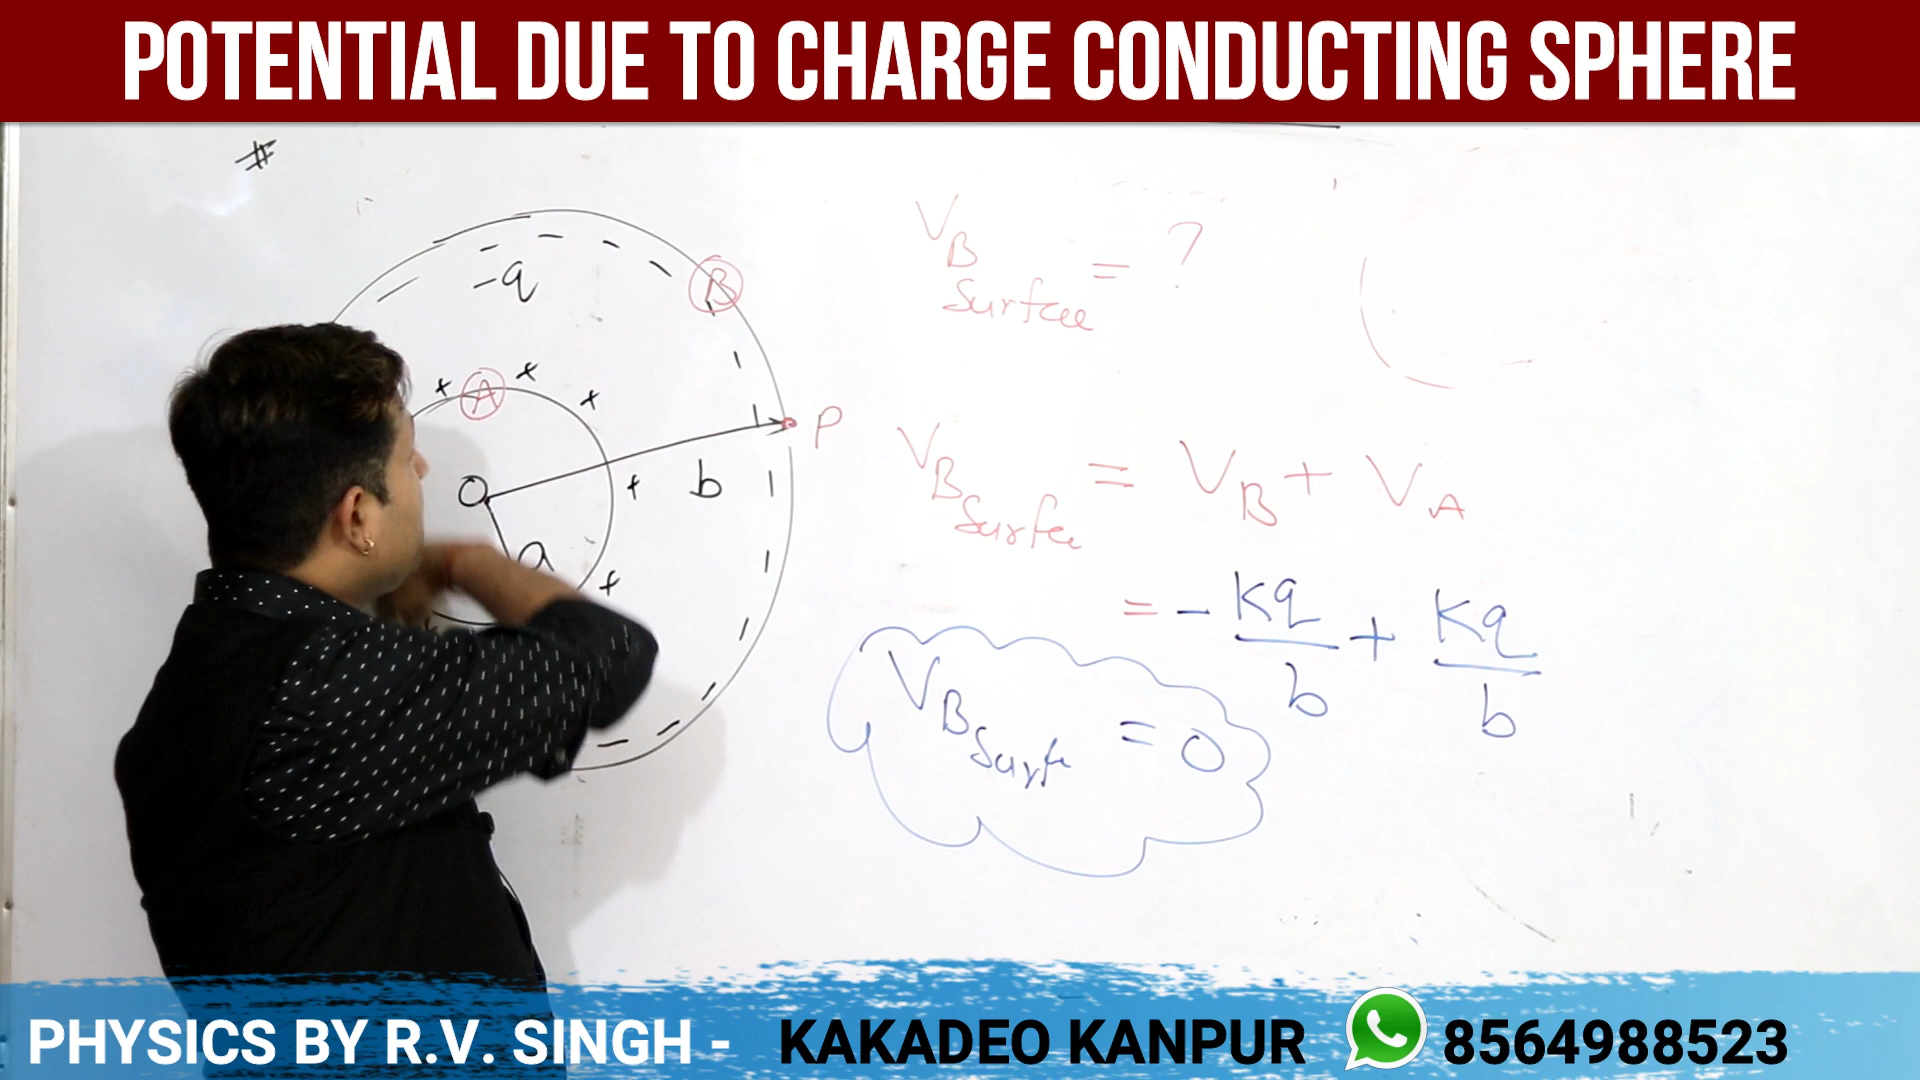 POTENTIAL DUE TO CHARGE CONDUCTING SPHERE
#
-q
B
A
P
O
b
a
V_B Surface = ?
V_B Surfce = V_B + V_A
= - Kq/b + Kq/b
V_B Surf = 0
PHYSICS BY R.V. SINGH - KAKADEO KANPUR 8564988523